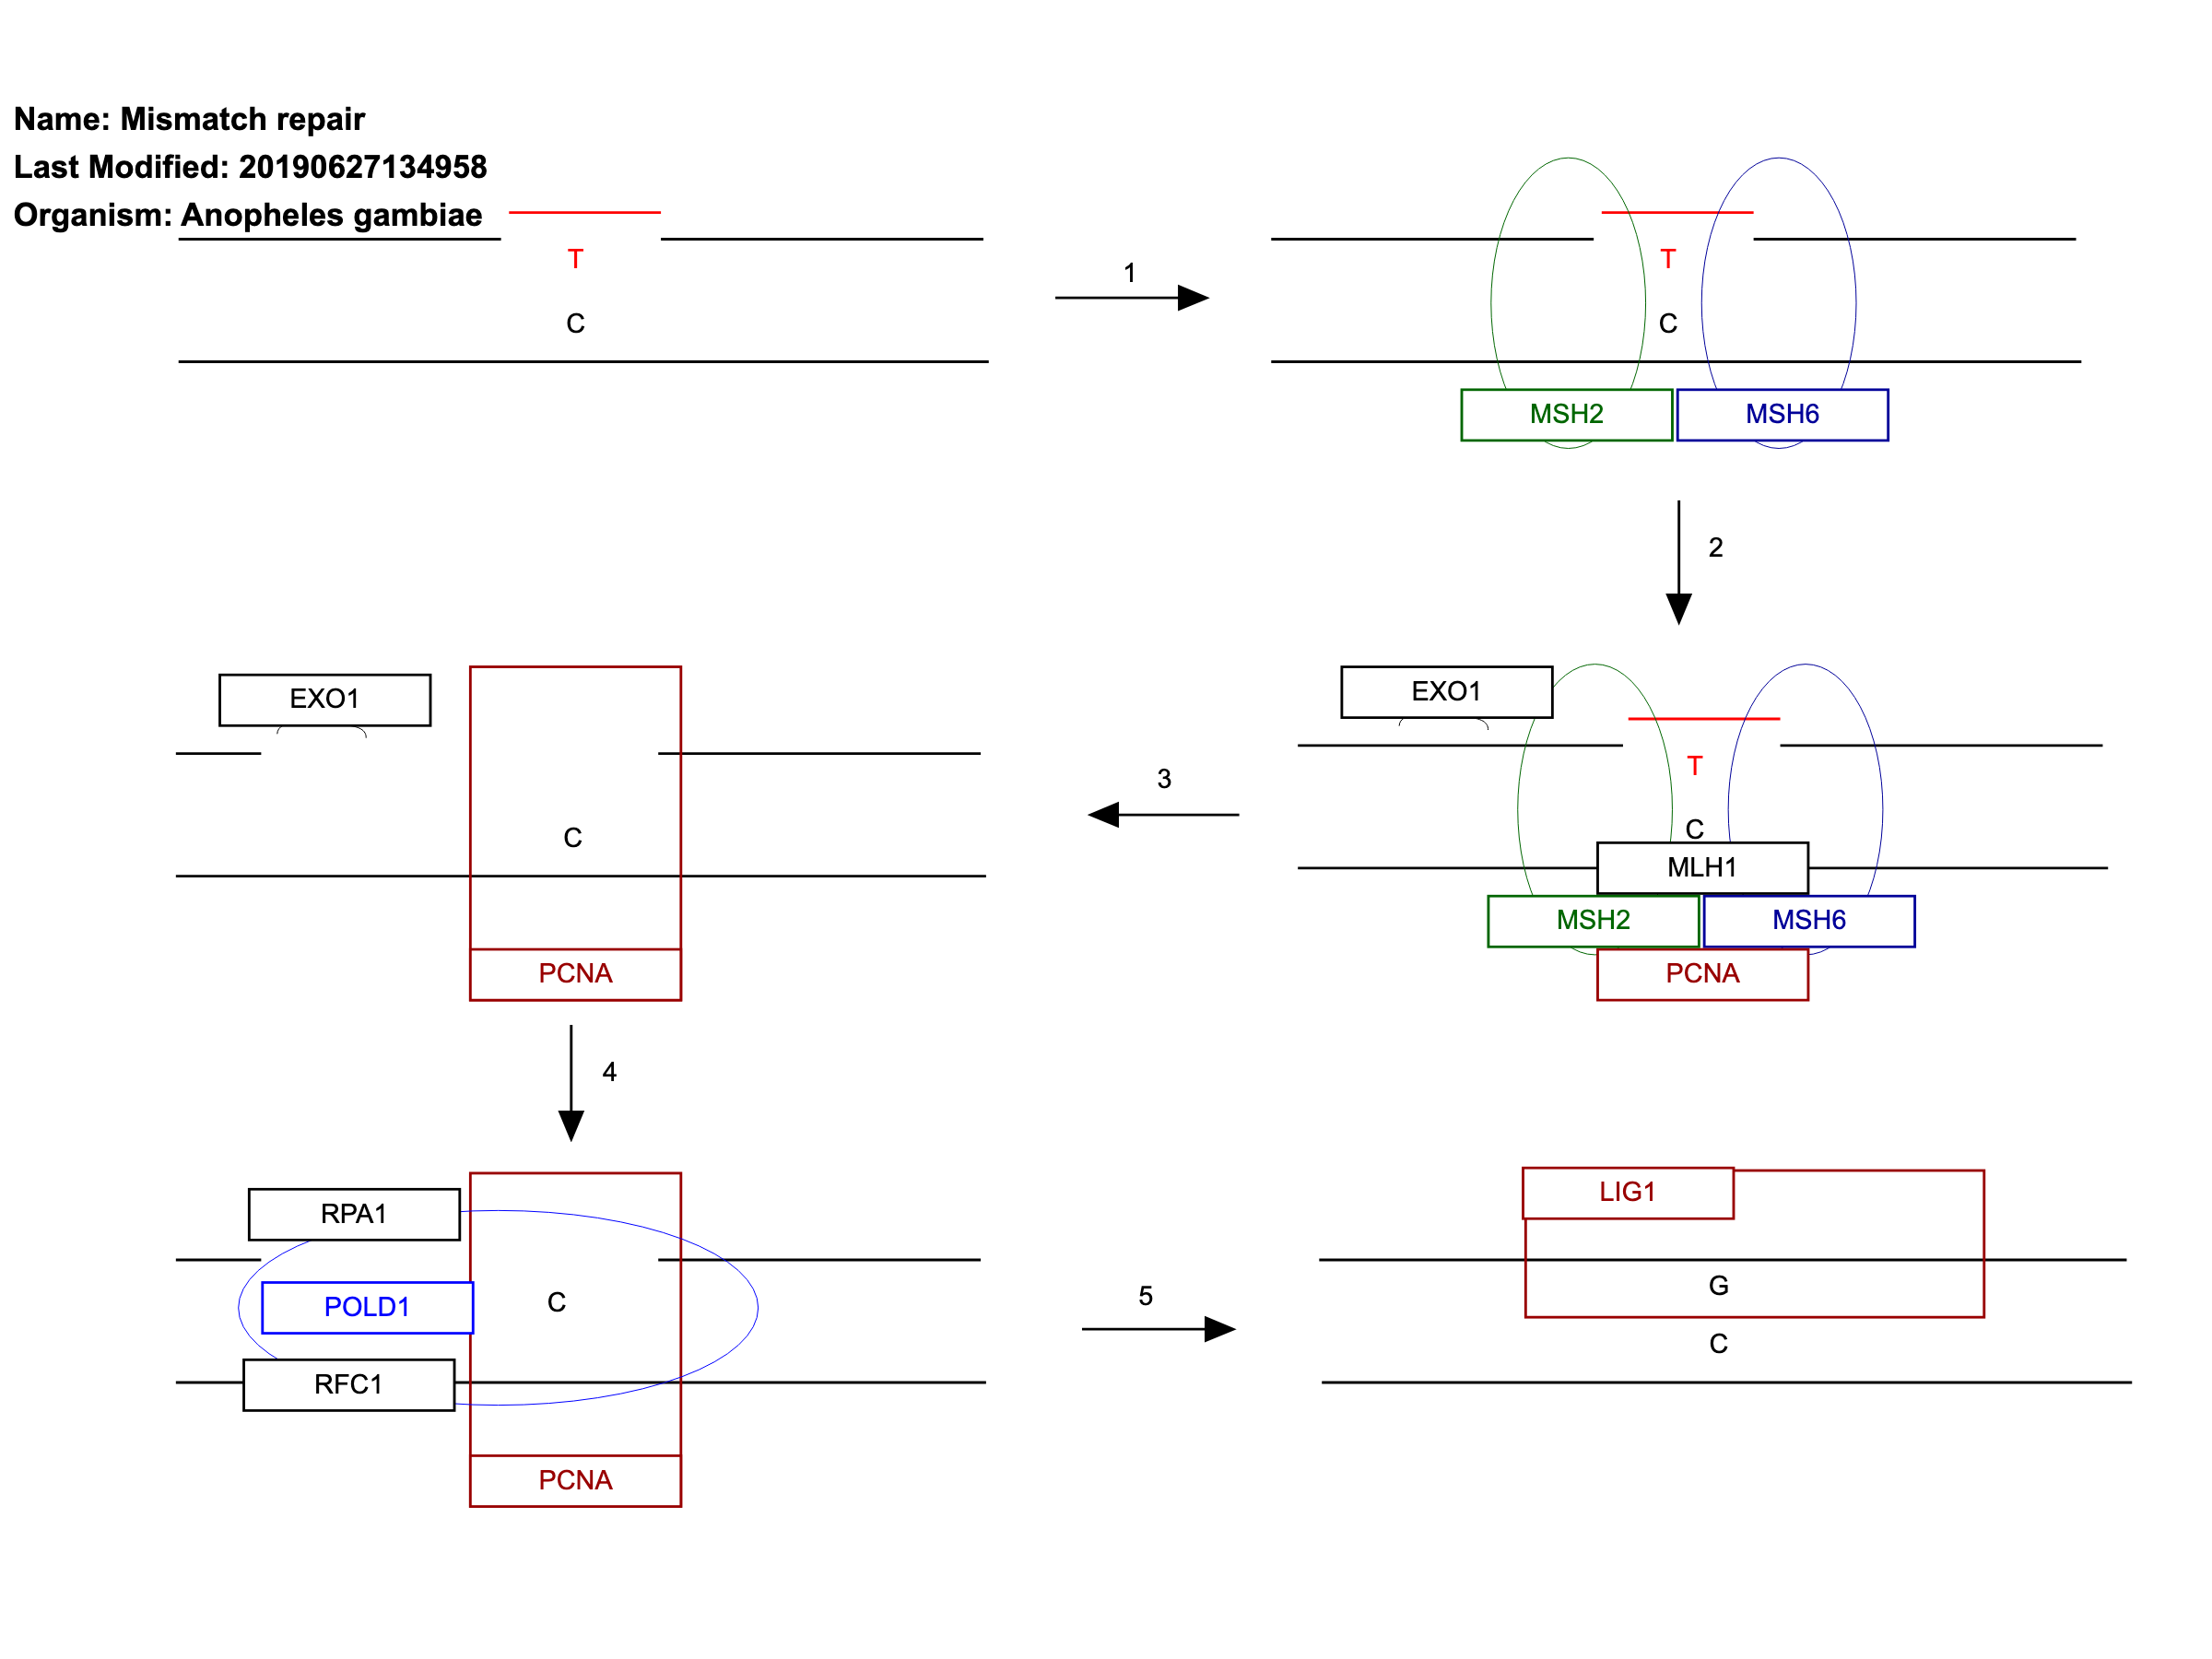 Name: Mismatch repair
Last Modified: 20190627134958
Organism: Anopheles gambiae
T
C
1
T
C
MSH2
MSH6
2
EXO1
T
C
MLH1
MSH2
MSH6
PCNA
3
EXO1
C
PCNA
4
RPA1
POLD1
C
RFC1
PCNA
5
LIG1
G
C